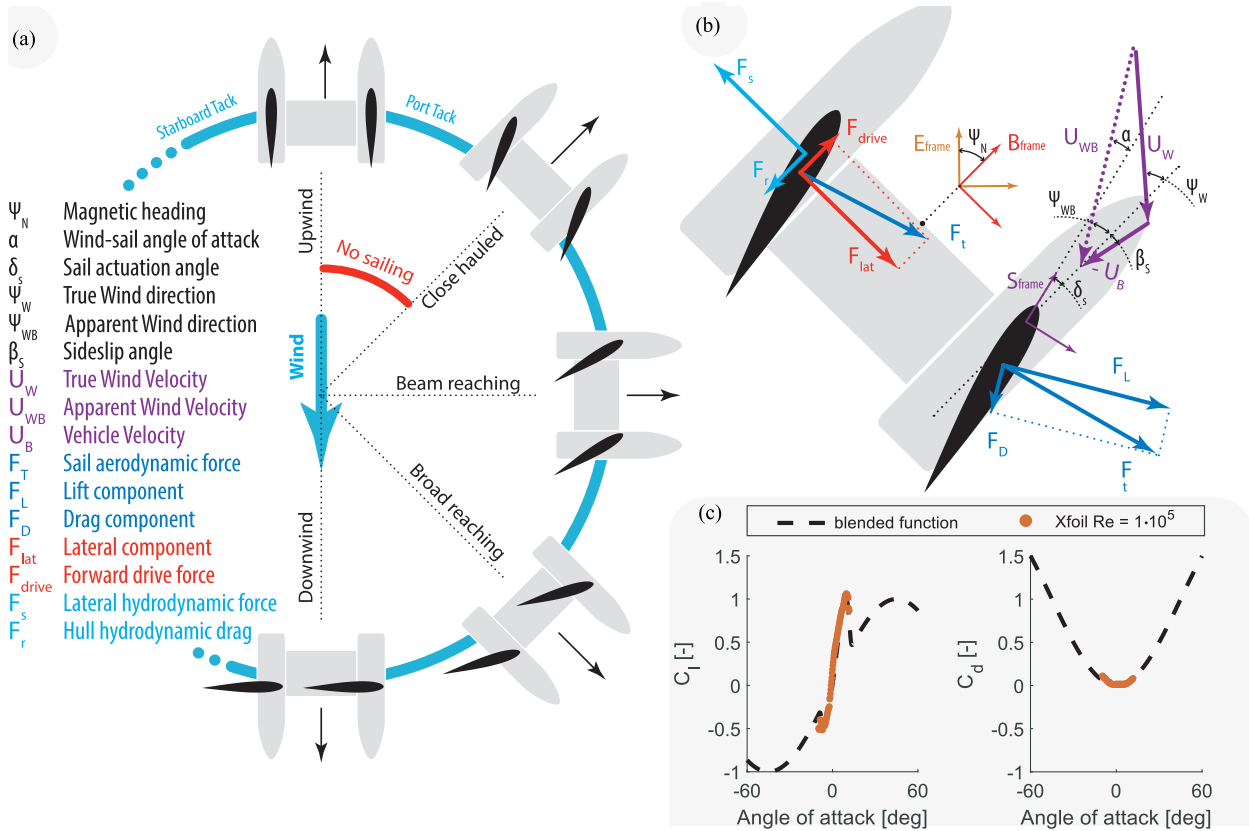 (a)
Starboard Tack
Port Tack
Upwind
No sailing
Close hauled
Wind
Beam reaching
Broad reaching
Downwind
Ψ_N Magnetic heading
α Wind-sail angle of attack
δ_s Sail actuation angle
Ψ_W True Wind direction
Ψ_WB Apparent Wind direction
β_S Sideslip angle
U_W True Wind Velocity
U_WB Apparent Wind Velocity
U_B Vehicle Velocity
F_T Sail aerodynamic force
F_L Lift component
F_D Drag component
F_lat Lateral component
F_drive Forward drive force
F_s Lateral hydrodynamic force
F_r Hull hydrodynamic drag
(b)
F_s
F_drive
F_r
F_lat
F_t
E_frame
Ψ_N
B_frame
U_WB
α
U_W
Ψ_W
Ψ_WB
β_S
-U_B
S_frame
δ_s
F_L
F_D
F_t
(c)
blended function
Xfoil Re = 1·10^5
1.5
1
0.5
0
-0.5
-1
C_l [-]
-60
0
60
Angle of attack [deg]
1.5
1
0.5
0
-0.5
-1
C_d [-]
-60
0
60
Angle of attack [deg]